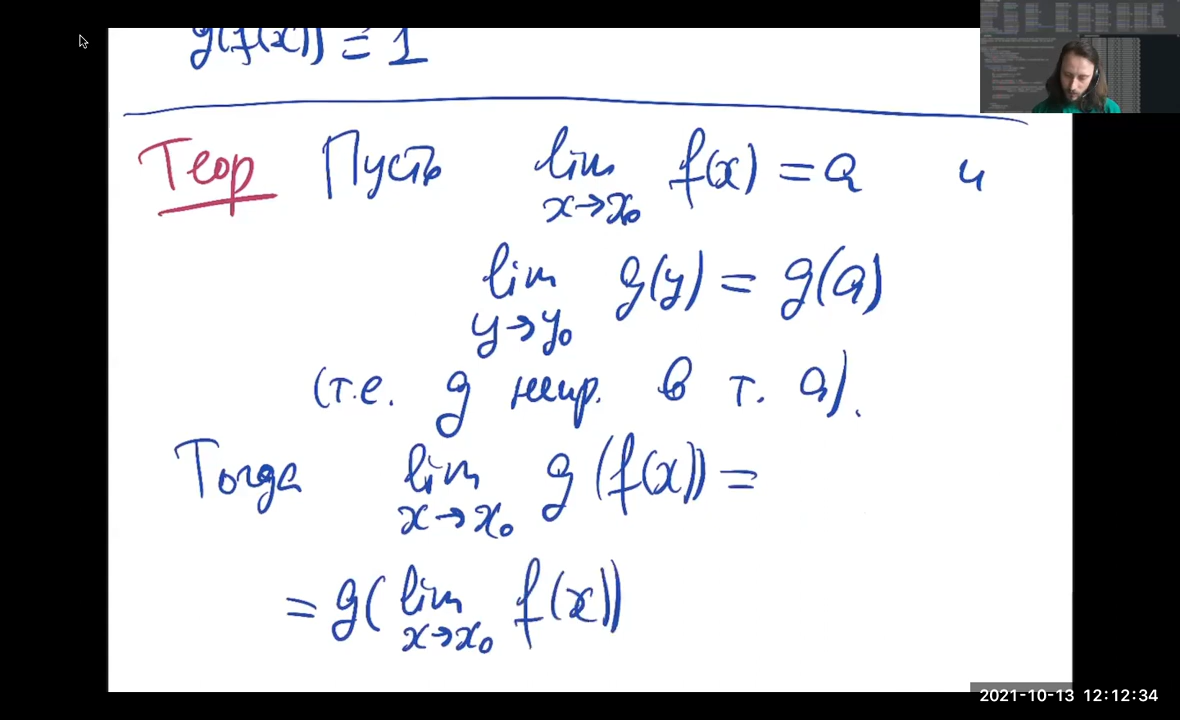 g(f(x)) ≡ 1
Теор Пусть lim f(x) = a и
x→x₀
lim g(y) = g(a)
y→y₀
(т.е. g непр. в т. a).
Тогда lim g(f(x)) =
x→x₀
= g(lim f(x))
x→x₀
2021-10-13 12:12:34